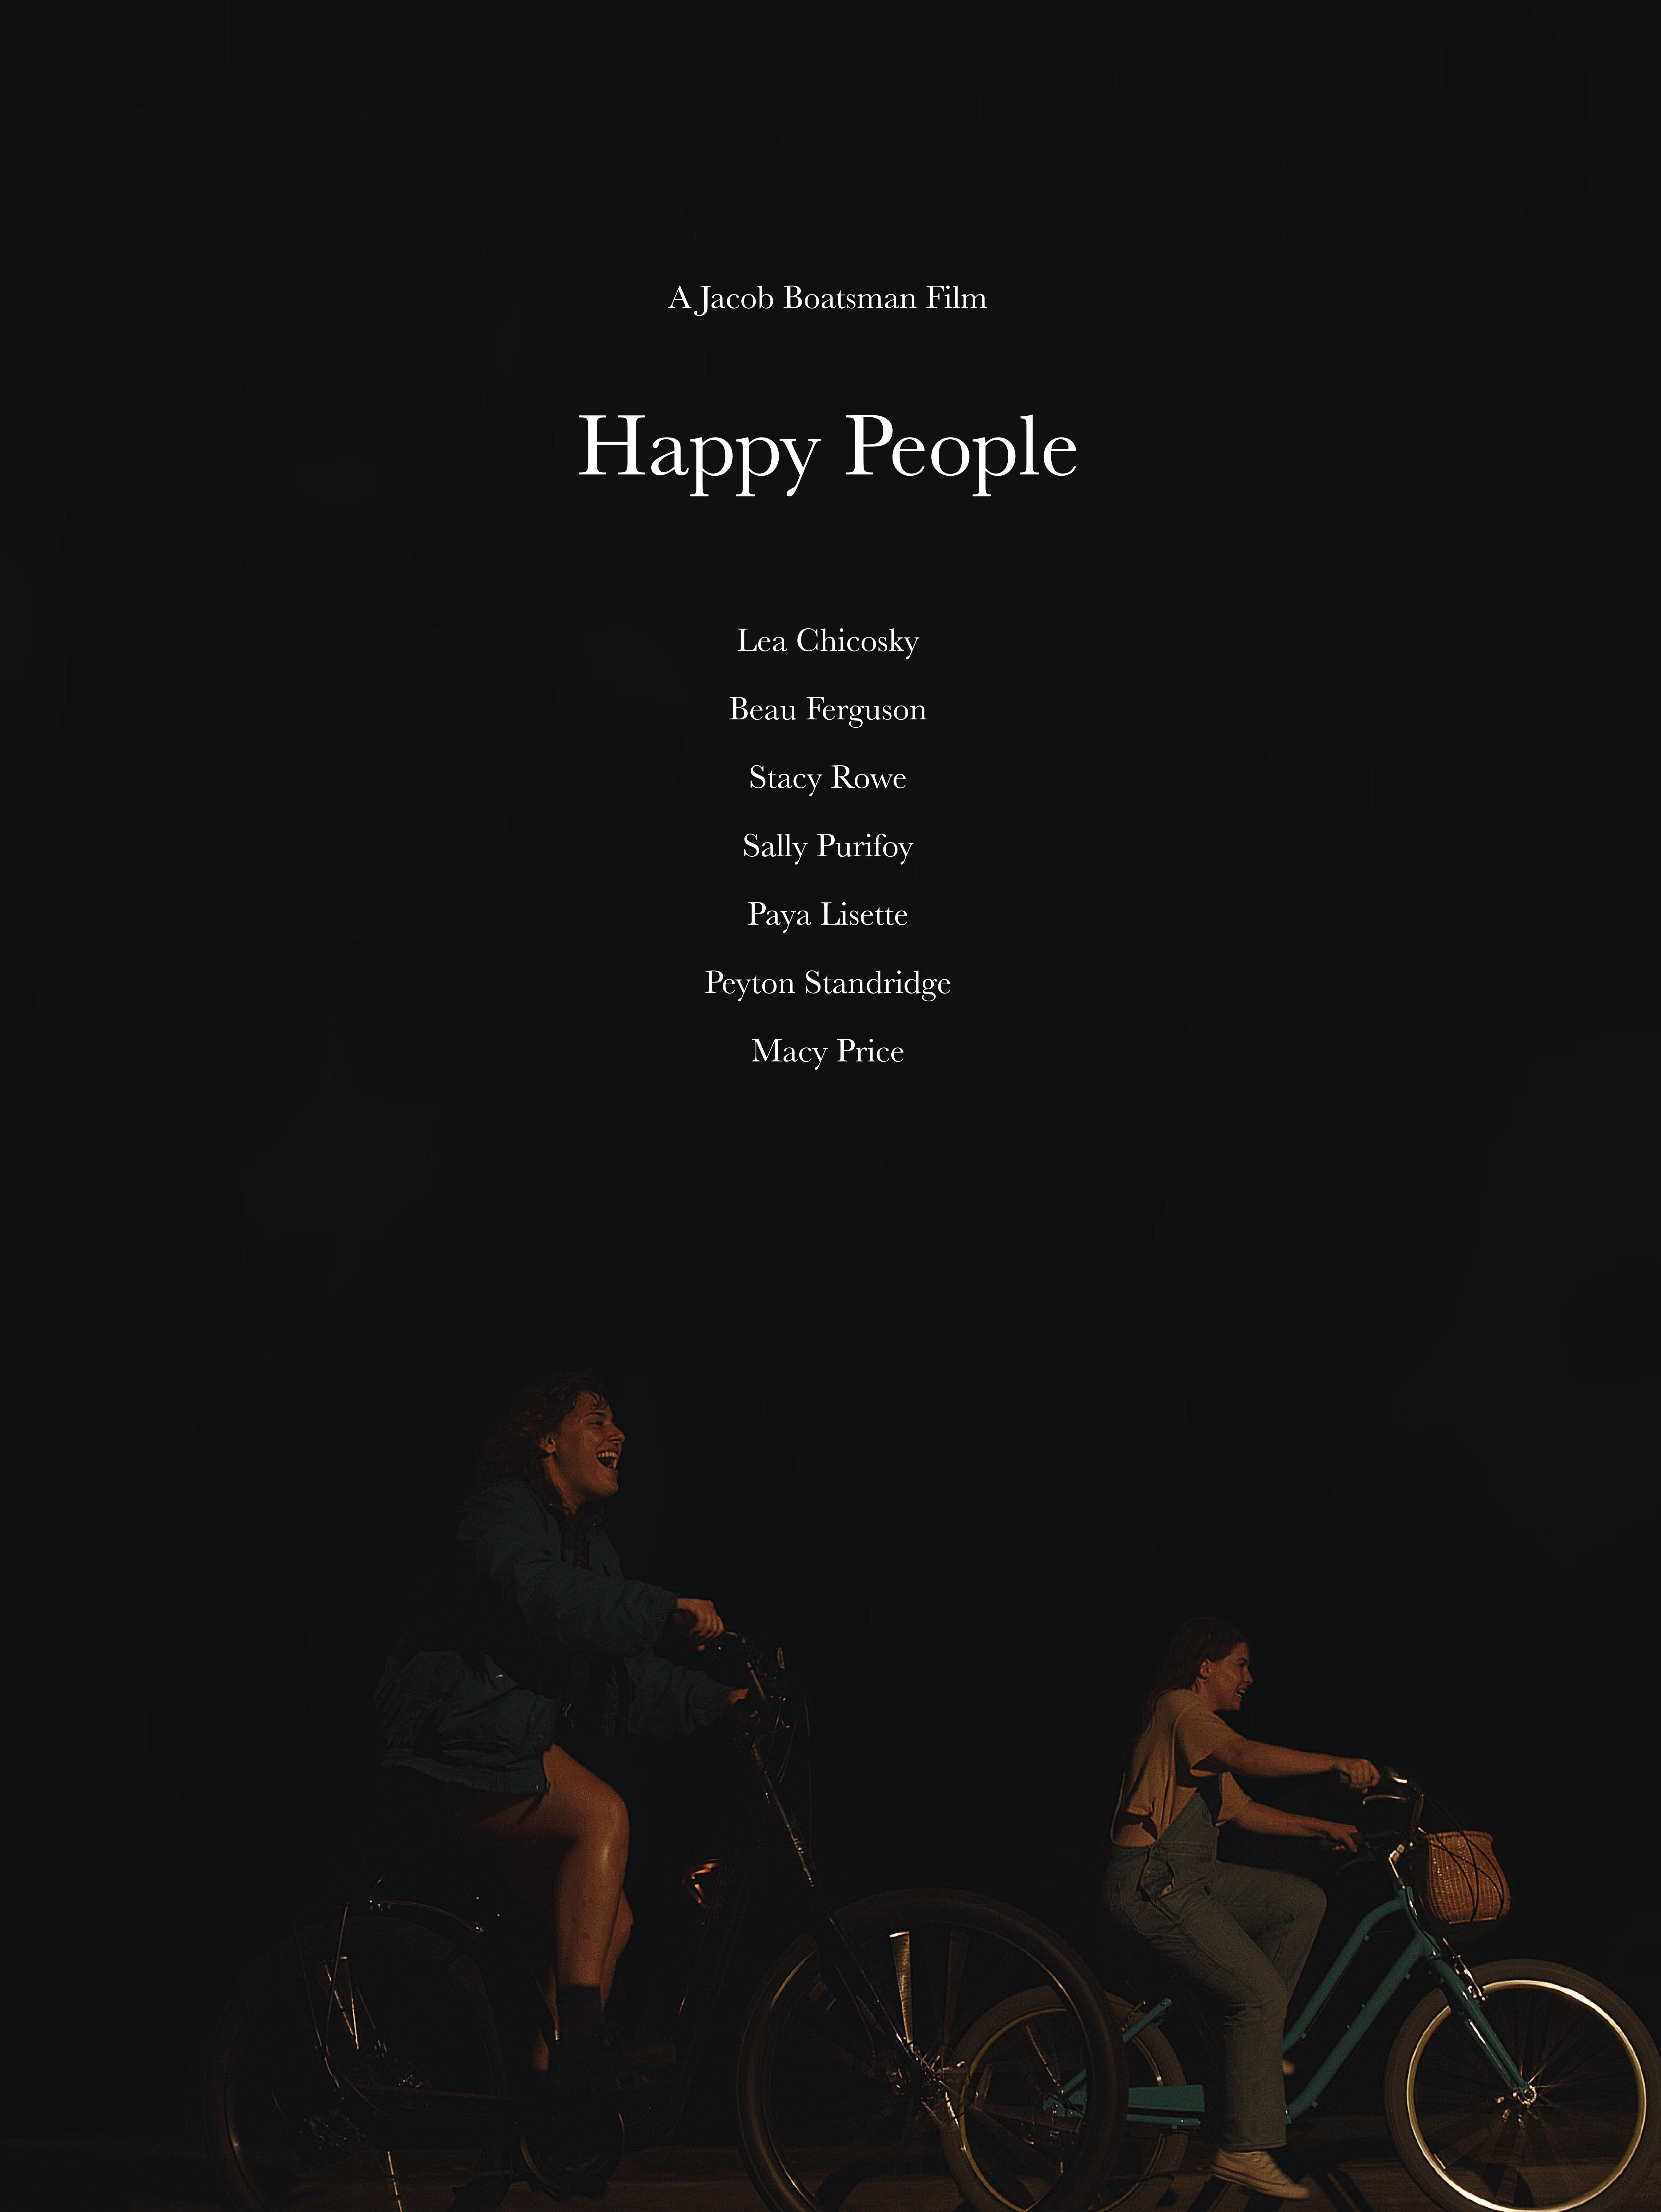 A Jacob Boatsman Film
Happy People
Lea Chicosky
Beau Ferguson
Stacy Rowe
Sally Purifoy
Paya Lisette
Peyton Standridge
Macy Price